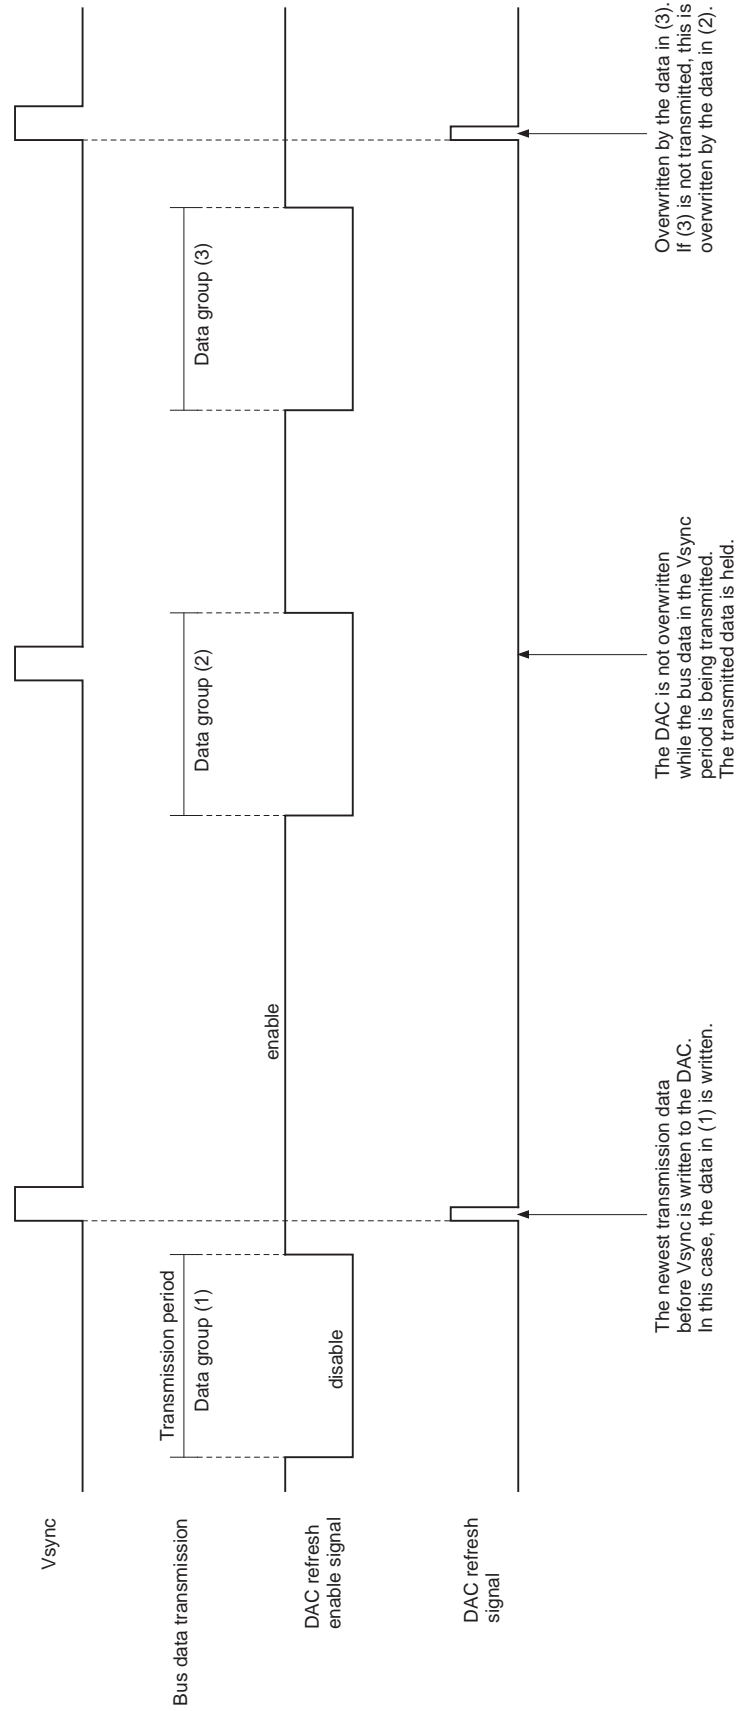 Vsync
Bus data transmission
Transmission period
Data group (1)
Data group (2)
Data group (3)
DAC refresh
enable signal
disable
enable
DAC refresh
signal
The newest transmission data
before Vsync is written to the DAC.
In this case, the data in (1) is written.
The DAC is not overwritten
while the bus data in the Vsync
period is being transmitted.
The transmitted data is held.
Overwritten by the data in (3).
If (3) is not transmitted, this is
overwritten by the data in (2).